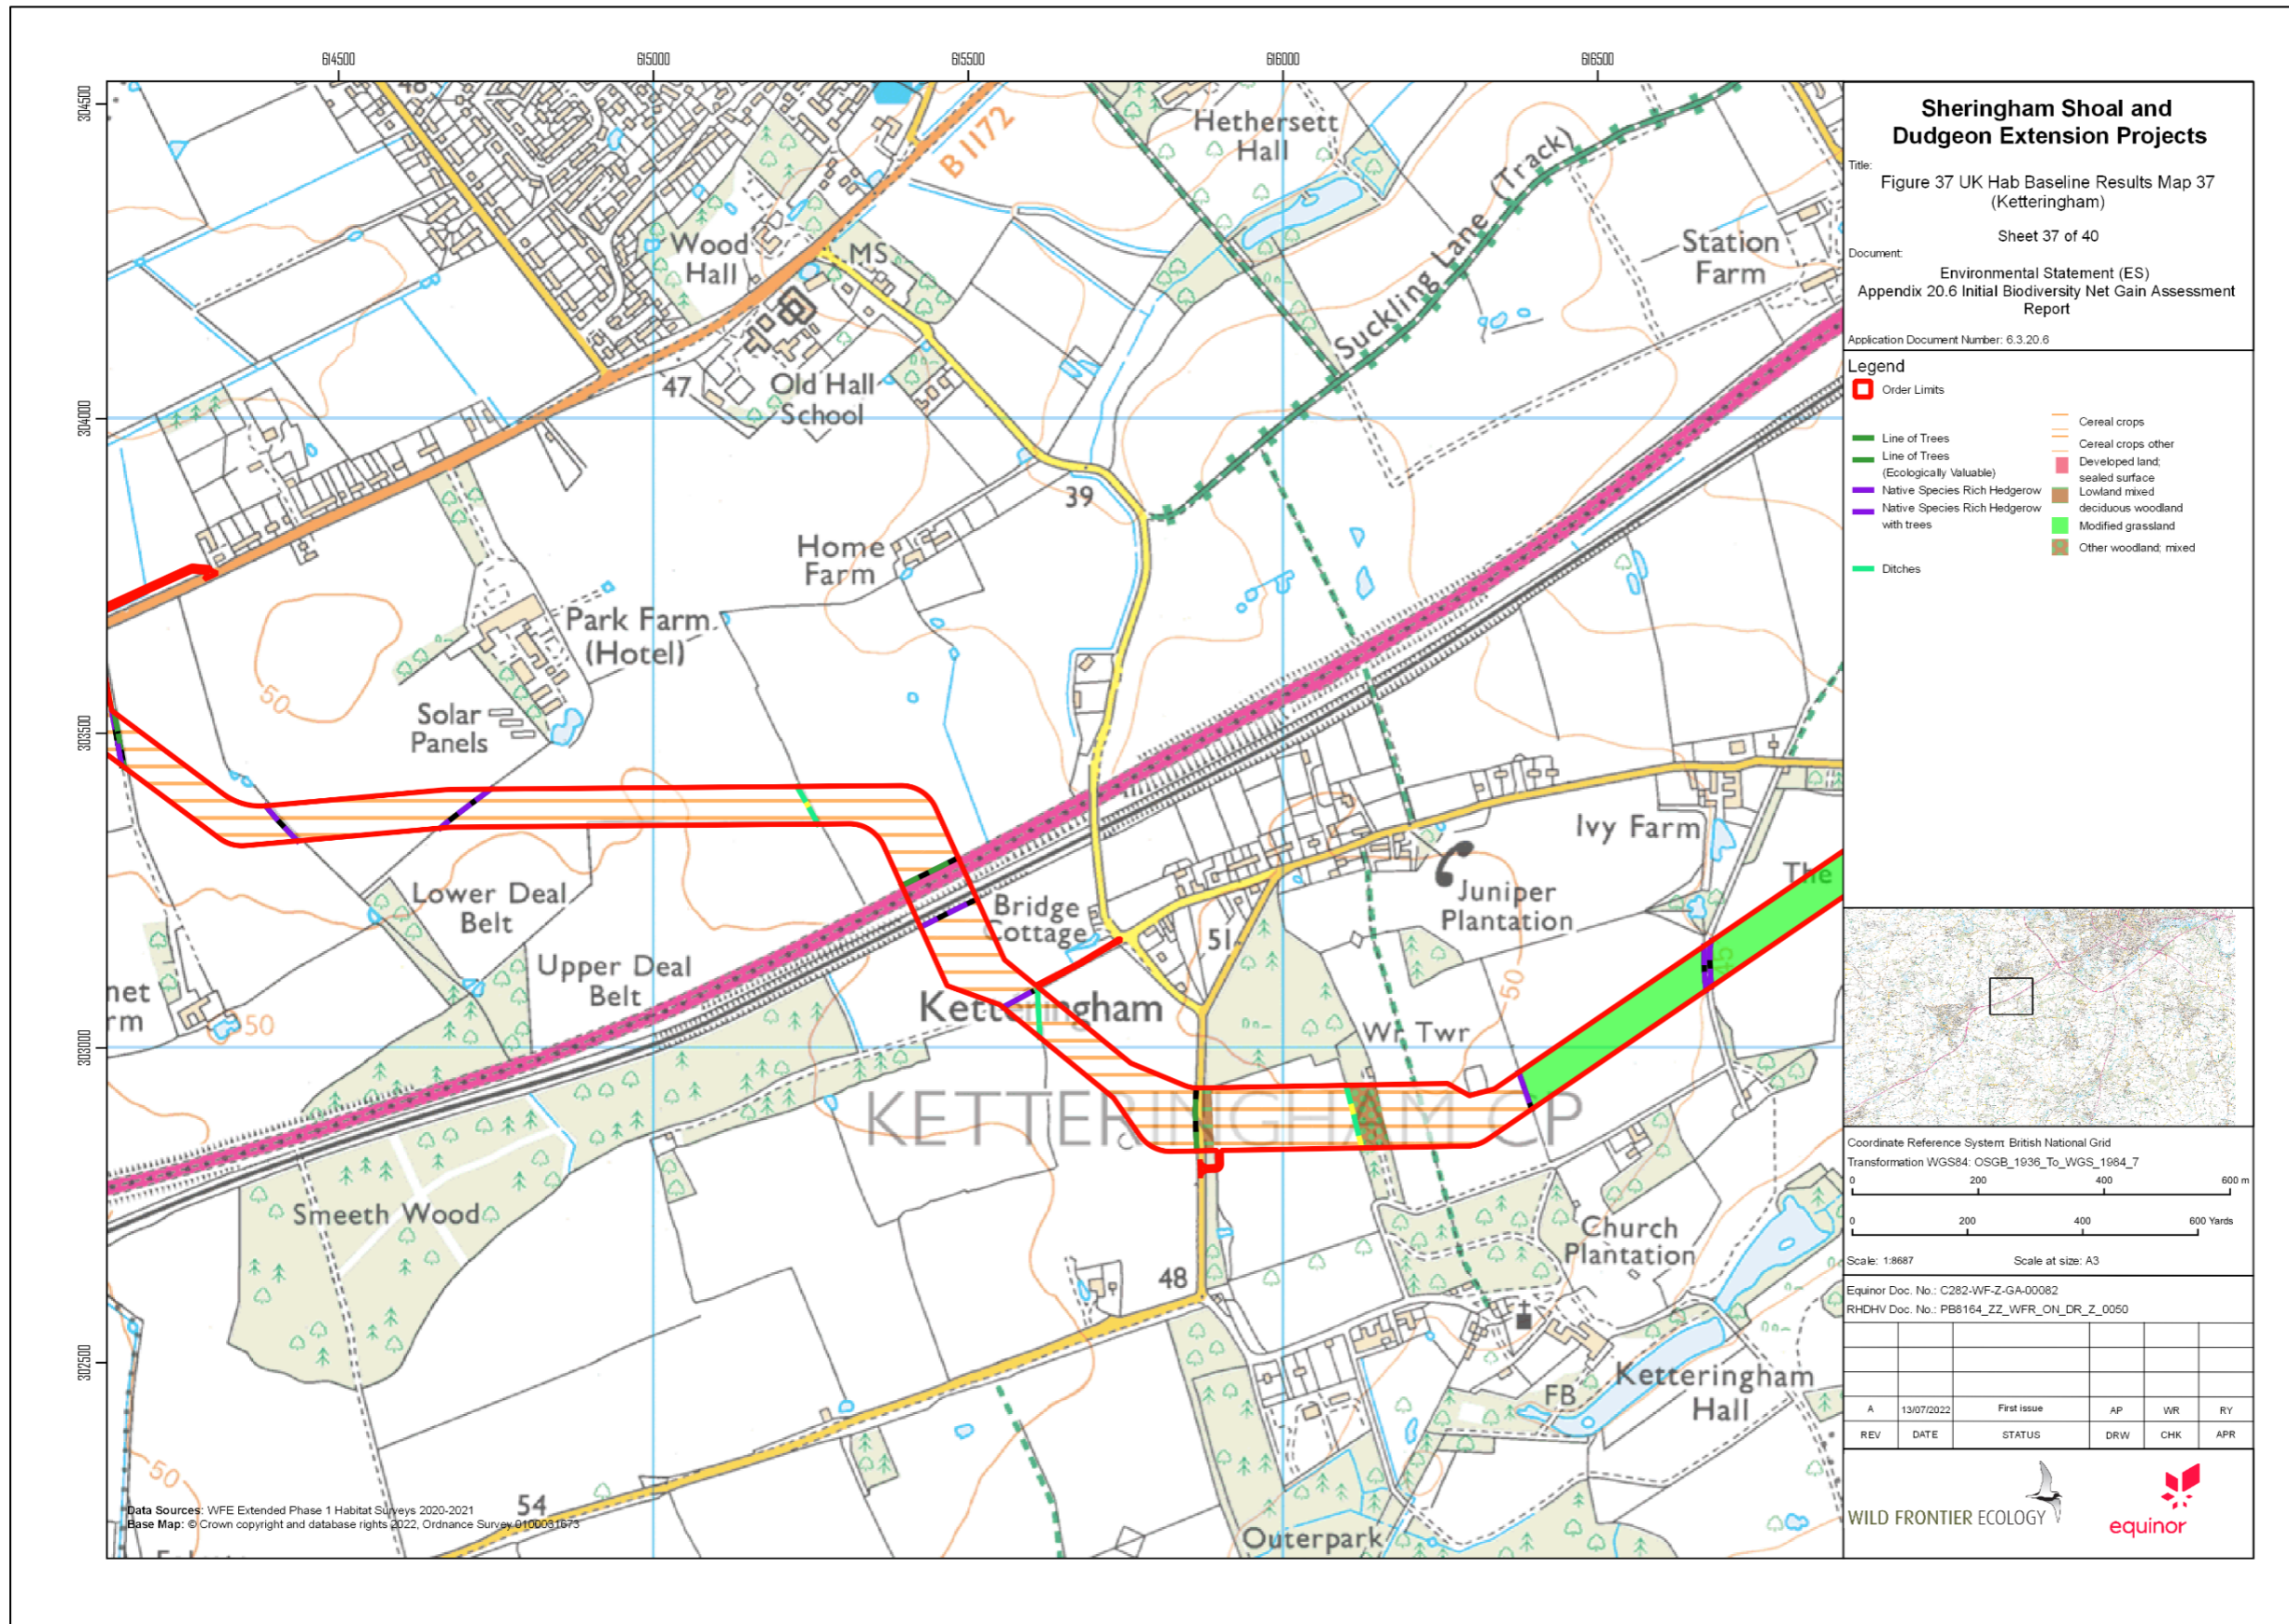 614500
615000
615500
616000
616500
304500
304000
303500
303000
302500
48
B 1172
Hethersett
Hall
Suckling Lane (Track)
Station
Farm
Wood
Hall
MS
47
Old Hall
School
39
Home
Farm
Park Farm
(Hotel)
50
Solar
Panels
Ivy Farm
The
Lower Deal
Belt
Bridge
Cottage
Juniper
Plantation
51
Upper Deal
Belt
50
net
rm
50
Ketteringham
Wr Twr
KETTERINGHAM CP
Smeeth Wood
Church
Plantation
48
Ketteringham
Hall
FB
50
54
Outerpark
Data Sources: WFE Extended Phase 1 Habitat Surveys 2020-2021
Base Map: © Crown copyright and database rights 2022, Ordnance Survey 0100031673
Sheringham Shoal and
Dudgeon Extension Projects
Title:
Figure 37 UK Hab Baseline Results Map 37
(Ketteringham)
Sheet 37 of 40
Document:
Environmental Statement (ES)
Appendix 20.6 Initial Biodiversity Net Gain Assessment
Report
Application Document Number: 6.3.20.6
Legend
Order Limits
Line of Trees
Line of Trees
(Ecologically Valuable)
Native Species Rich Hedgerow
Native Species Rich Hedgerow
with trees
Ditches
Cereal crops
Cereal crops other
Developed land;
sealed surface
Lowland mixed
deciduous woodland
Modified grassland
Other woodland; mixed
Coordinate Reference System: British National Grid
Transformation WGS84: OSGB_1936_To_WGS_1984_7
0 200 400 600 m
0 200 400 600 Yards
Scale: 1:8687 Scale at size: A3
Equinor Doc. No.: C282-WF-Z-GA-00082
RHDHV Doc. No.: PB8164_ZZ_WFR_ON_DR_Z_0050
A 13/07/2022 First issue AP WR RY
REV DATE STATUS DRW CHK APR
WILD FRONTIER ECOLOGY
equinor